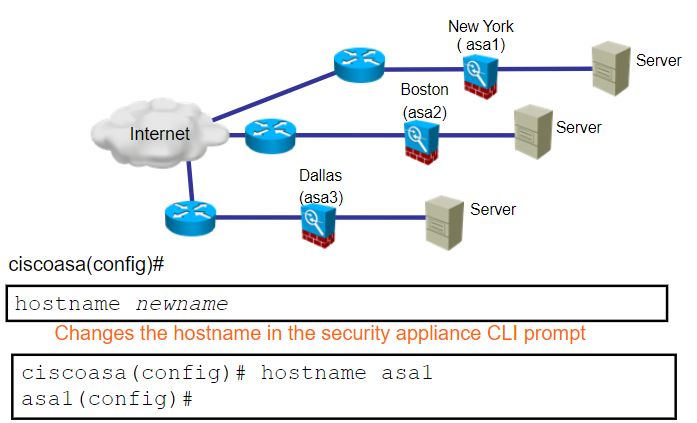 New York
( asa1)
Server
Boston
(asa2)
Server
Internet
Dallas
(asa3)
Server
ciscoasa(config)#
hostname newname
Changes the hostname in the security appliance CLI prompt
ciscoasa(config)# hostname asa1
asa1(config)#